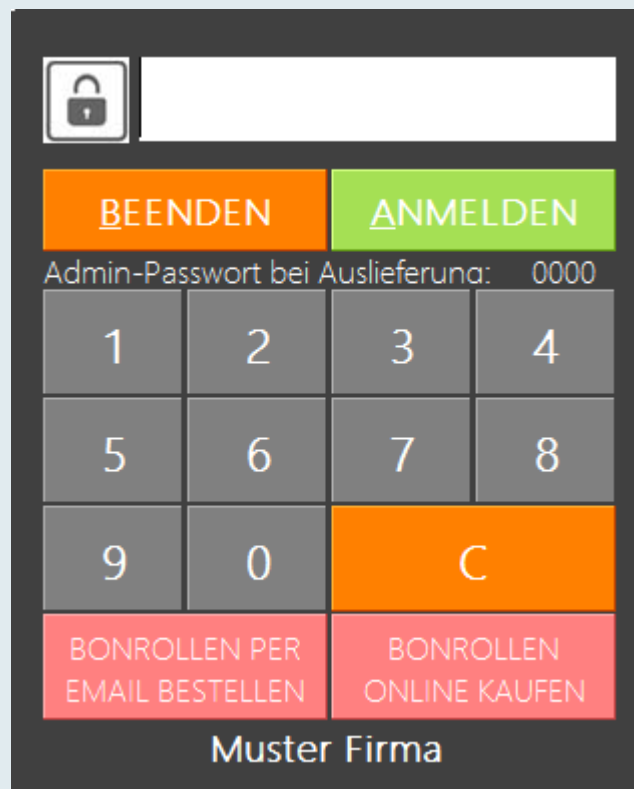 BEENDEN ANMELDEN
Admin-Passwort bei Auslieferung: 0000
1 2 3 4
5 6 7 8
9 0 C
BONROLLEN PER
EMAIL BESTELLEN
BONROLLEN
ONLINE KAUFEN
Muster Firma